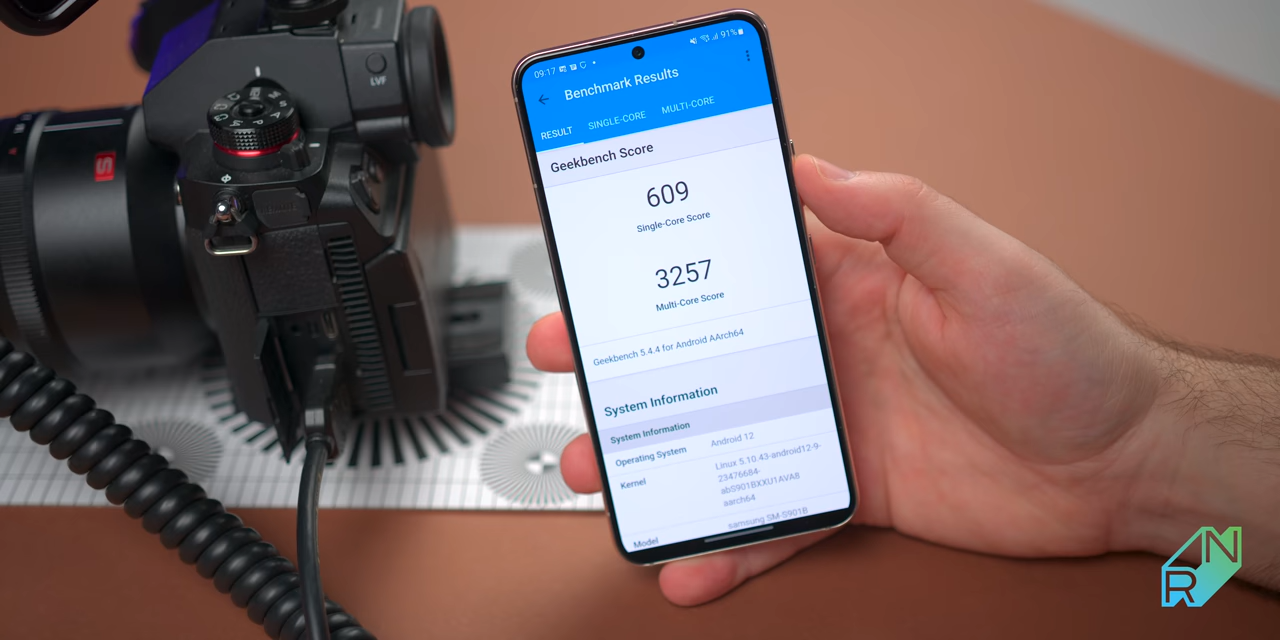 LVF
S
09:17
91%
Benchmark Results
RESULT SINGLE-CORE MULTI-CORE
Geekbench Score
609
Single-Core Score
3257
Multi-Core Score
Geekbench 5.4.4 for Android AArch64
System Information
System Information
Operating System Android 12
Kernel Linux 5.10.43-android12-9-
23476684-
abS901BXXU1AVAB
aarch64
Model samsung SM-S901B
RN